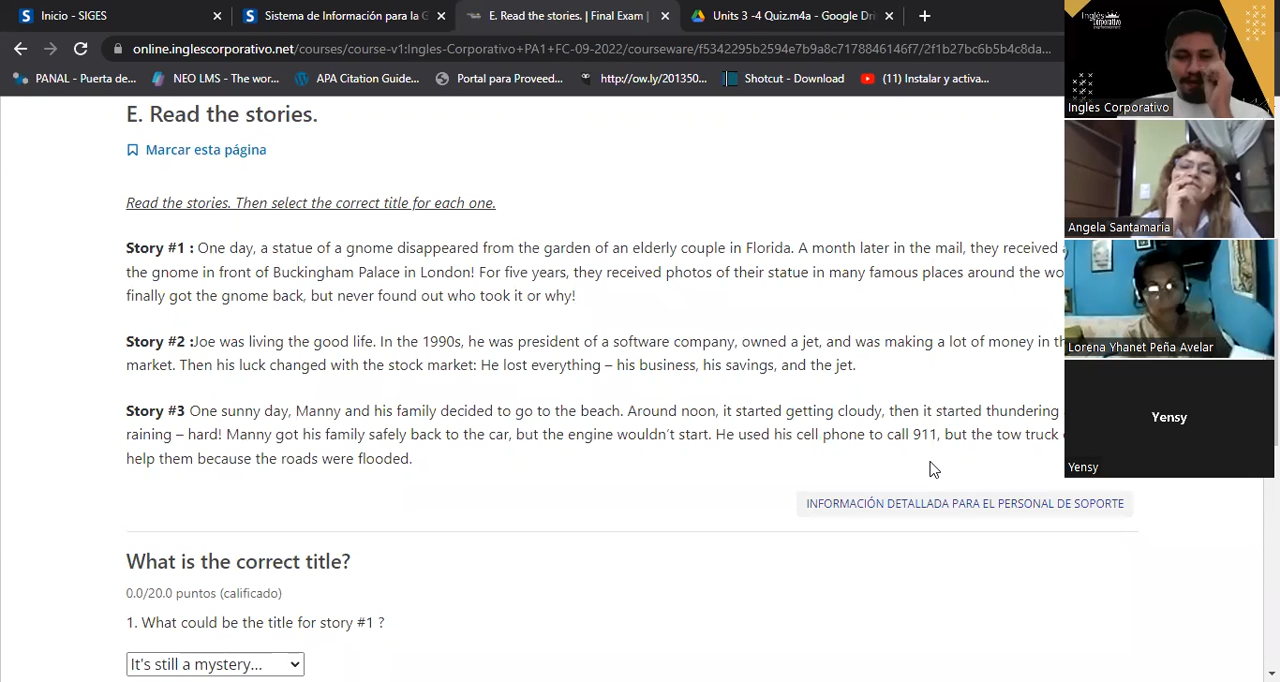 Inicio - SIGES
Sistema de Información para la G
E. Read the stories. | Final Exam |
Units 3 -4 Quiz.m4a - Google Dri
online.inglescorporativo.net/courses/course-v1:Ingles-Corporativo+PA1+FC-09-2022/courseware/f5342295b2594e7b9a8c7178846146f7/2f1b27bc6b5b4c8da...
PANAL - Puerta de... NEO LMS - The wor... APA Citation Guide... Portal para Proveed... http://ow.ly/201350... Shotcut - Download (11) Instalar y activa...
E. Read the stories.
Marcar esta página
Read the stories. Then select the correct title for each one.
Story #1 : One day, a statue of a gnome disappeared from the garden of an elderly couple in Florida. A month later in the mail, they received
the gnome in front of Buckingham Palace in London! For five years, they received photos of their statue in many famous places around the wo
finally got the gnome back, but never found out who took it or why!
Story #2 :Joe was living the good life. In the 1990s, he was president of a software company, owned a jet, and was making a lot of money in th
market. Then his luck changed with the stock market: He lost everything – his business, his savings, and the jet.
Story #3 One sunny day, Manny and his family decided to go to the beach. Around noon, it started getting cloudy, then it started thundering
raining – hard! Manny got his family safely back to the car, but the engine wouldn´t start. He used his cell phone to call 911, but the tow truck
help them because the roads were flooded.
INFORMACIÓN DETALLADA PARA EL PERSONAL DE SOPORTE
What is the correct title?
0.0/20.0 puntos (calificado)
1. What could be the title for story #1 ?
It's still a mystery...
Inglés
Corporativo
Ingles Corporativo
Angela Santamaria
Lorena Yhanet Peña Avelar
Yensy
Yensy